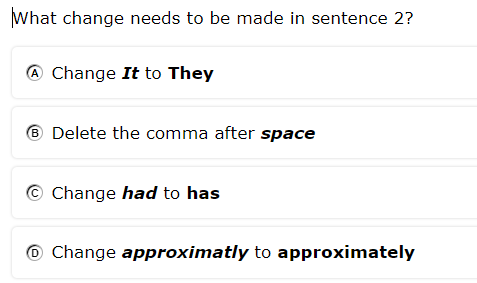 What change needs to be made in sentence 2?
A Change It to They
B Delete the comma after space
C Change had to has
D Change approximatly to approximately